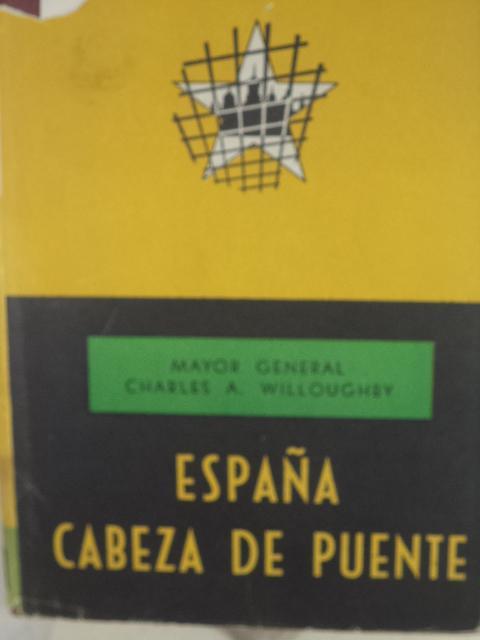 MAYOR GENERAL
CHARLES A. WILLOUGHBY
ESPAÑA
CABEZA DE PUENTE